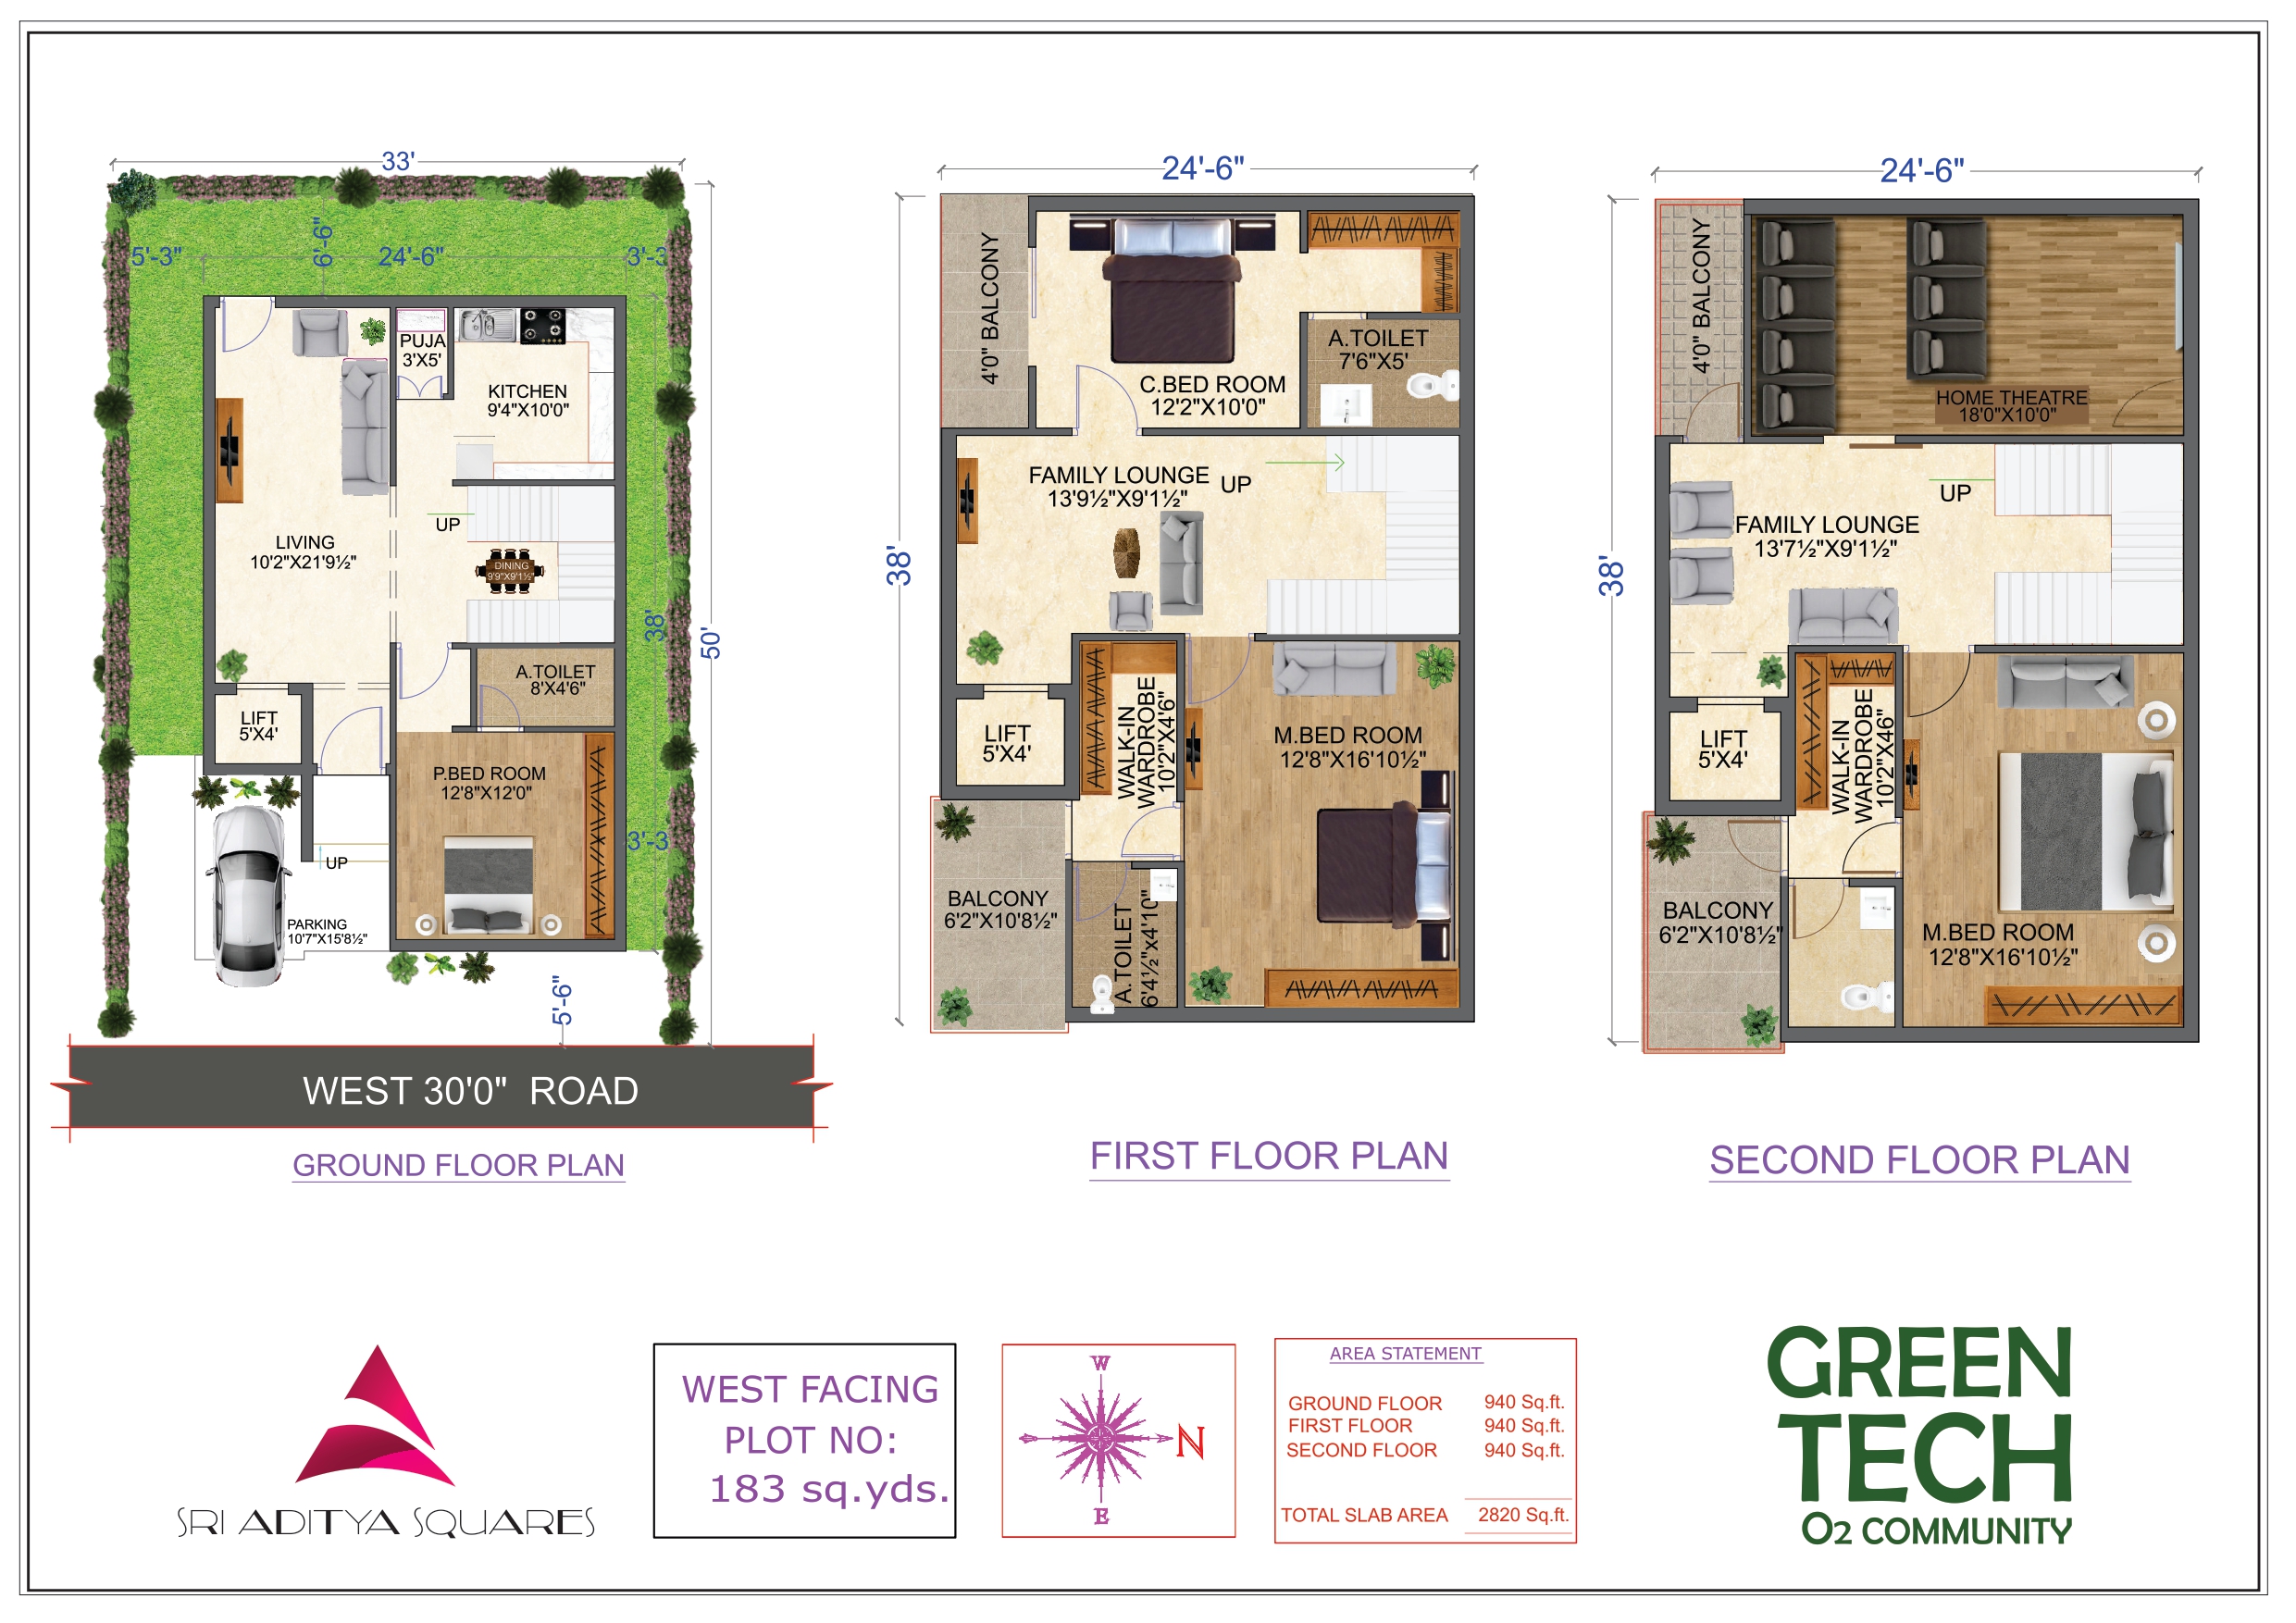 33'
5'-3"
6'-6"
24'-6"
3'-3
PUJA
3'X5'
KITCHEN
9'4"X10'0"
UP
LIVING
10'2"X21'9½"
DINING
9'9"X9'1½"
38'
50'
A.TOILET
8'X4'6"
LIFT
5'X4'
P.BED ROOM
12'8"X12'0"
3'-3
UP
PARKING
10'7"X15'8½"
5'-6"
WEST 30'0" ROAD
GROUND FLOOR PLAN
24'-6"
4'0" BALCONY
A.TOILET
7'6"X5'
C.BED ROOM
12'2"X10'0"
FAMILY LOUNGE
13'9½"X9'1½"
UP
38'
WALK-IN
WARDROBE
10'2"X4'6"
LIFT
5'X4'
M.BED ROOM
12'8"X16'10½"
BALCONY
6'2"X10'8½"
A.TOILET
6'4½"x4'10"
FIRST FLOOR PLAN
24'-6"
4'0" BALCONY
HOME THEATRE
18'0"X10'0"
UP
FAMILY LOUNGE
13'7½"X9'1½"
38'
WALK-IN
WARDROBE
10'2"X46"
LIFT
5'X4'
BALCONY
6'2"X10'8½"
M.BED ROOM
12'8"X16'10½"
SECOND FLOOR PLAN
SRI ADITYA SQUARES
WEST FACING
PLOT NO:
183 sq.yds.
W
N
E
AREA STATEMENT
GROUND FLOOR 940 Sq.ft.
FIRST FLOOR 940 Sq.ft.
SECOND FLOOR 940 Sq.ft.
TOTAL SLAB AREA 2820 Sq.ft.
GREEN
TECH
O2 COMMUNITY